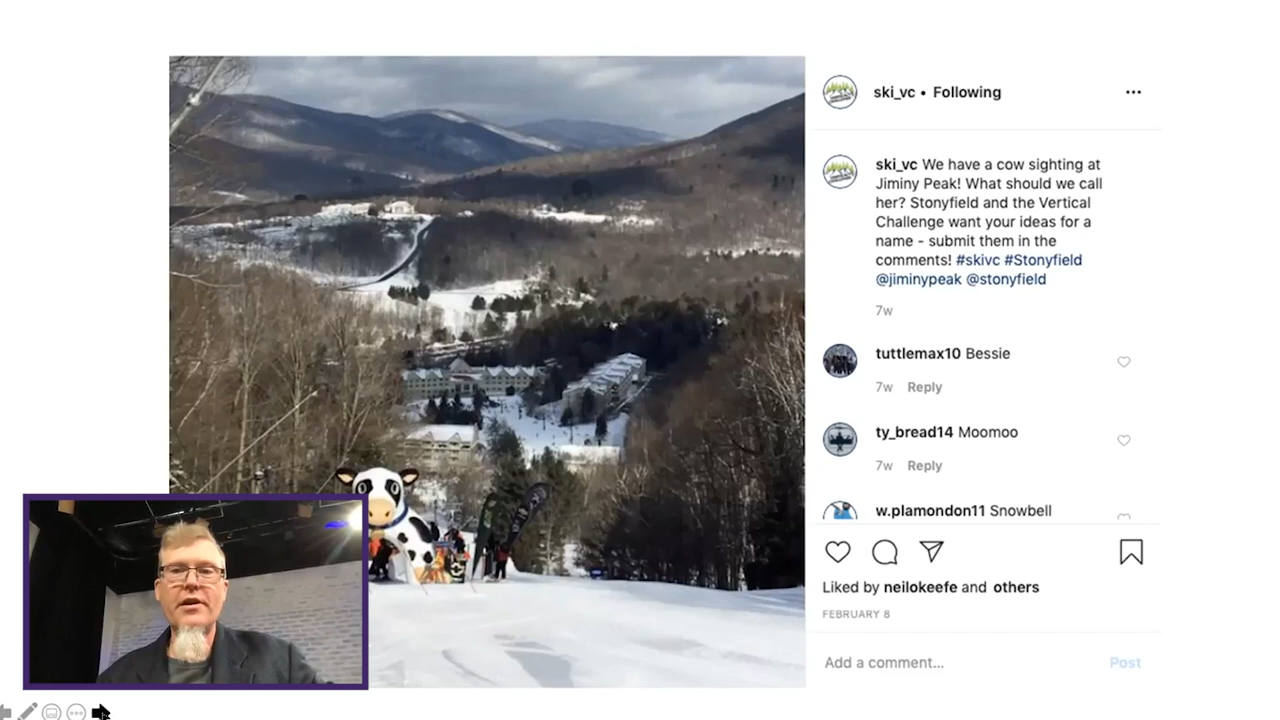 ski_vc • Following
ski_vc We have a cow sighting at
Jiminy Peak! What should we call
her? Stonyfield and the Vertical
Challenge want your ideas for a
name - submit them in the
comments! #skivc #Stonyfield
@jiminypeak @stonyfield
7w
tuttlemax10 Bessie
7w Reply
ty_bread14 Moomoo
7w Reply
w.plamondon11 Snowbell
Liked by neilokeefe and others
FEBRUARY 8
Add a comment...
Post